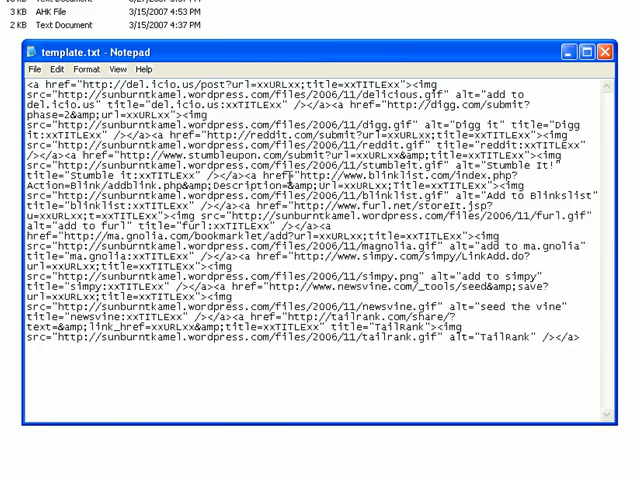 Text Document
3 KB AHK File 3/15/2007 4:53 PM
2 KB Text Document 3/15/2007 4:37 PM
template.txt - Notepad
File Edit Format View Help
<a href="http://del.icio.us/post?url=xxURLxx;title=xxTITLExx"><img
src="http://sunburntkamel.wordpress.com/files/2006/11/delicious.gif" alt="add to
del.icio.us" title="del.icio.us:xxTITLExx" /></a><a href="http://digg.com/submit?
phase=2&amp;url=xxURLxx"><img
src="http://sunburntkamel.wordpress.com/files/2006/11/digg.gif" alt="Digg it" title="Digg
it:xxTITLExx" /></a><a href="http://reddit.com/submit?url=xxURLxx;title=xxTITLExx"><img
src="http://sunburntkamel.wordpress.com/files/2006/11/reddit.gif" title="reddit:xxTITLExx"
/></a><a href="http://www.stumbleupon.com/submit?url=xxURLxx&amp;title=xxTITLExx"><img
src="http://sunburntkamel.wordpress.com/files/2006/11/stumbleit.gif" alt="Stumble It!"
title="Stumble it:xxTITLExx" /></a><a href="http://www.blinklist.com/index.php?
Action=Blink/addblink.php&amp;Description=&amp;Url=xxURLxx;Title=xxTITLExx"><img
src="http://sunburntkamel.wordpress.com/files/2006/11/blinklist.gif" alt="Add to Blinkslist"
title="blinklist:xxTITLExx" /></a><a href="http://www.furl.net/storeIt.jsp?
u=xxURLxx;t=xxTITLExx"><img src="http://sunburntkamel.wordpress.com/files/2006/11/furl.gif"
alt="add to furl" title="furl:xxTITLExx" /></a><a
href="http://ma.gnolia.com/bookmarklet/add?url=xxURLxx;title=xxTITLExx"><img
src="http://sunburntkamel.wordpress.com/files/2006/11/magnolia.gif" alt="add to ma.gnolia"
title="ma.gnolia:xxTITLExx" /></a><a href="http://www.simpy.com/simpy/LinkAdd.do?
url=xxURLxx;title=xxTITLExx"><img
src="http://sunburntkamel.wordpress.com/files/2006/11/simpy.png" alt="add to simpy"
title="simpy:xxTITLExx" /></a><a href="http://www.newsvine.com/_tools/seed&amp;save?
url=xxURLxx;title=xxTITLExx"><img
src="http://sunburntkamel.wordpress.com/files/2006/11/newsvine.gif" alt="seed the vine"
title="newsvine:xxTITLExx" /></a><a href="http://tailrank.com/share/?
text=&amp;link_href=xxURLxx&amp;title=xxTITLExx" title="TailRank"><img
src="http://sunburntkamel.wordpress.com/files/2006/11/tailrank.gif" alt="TailRank" /></a>